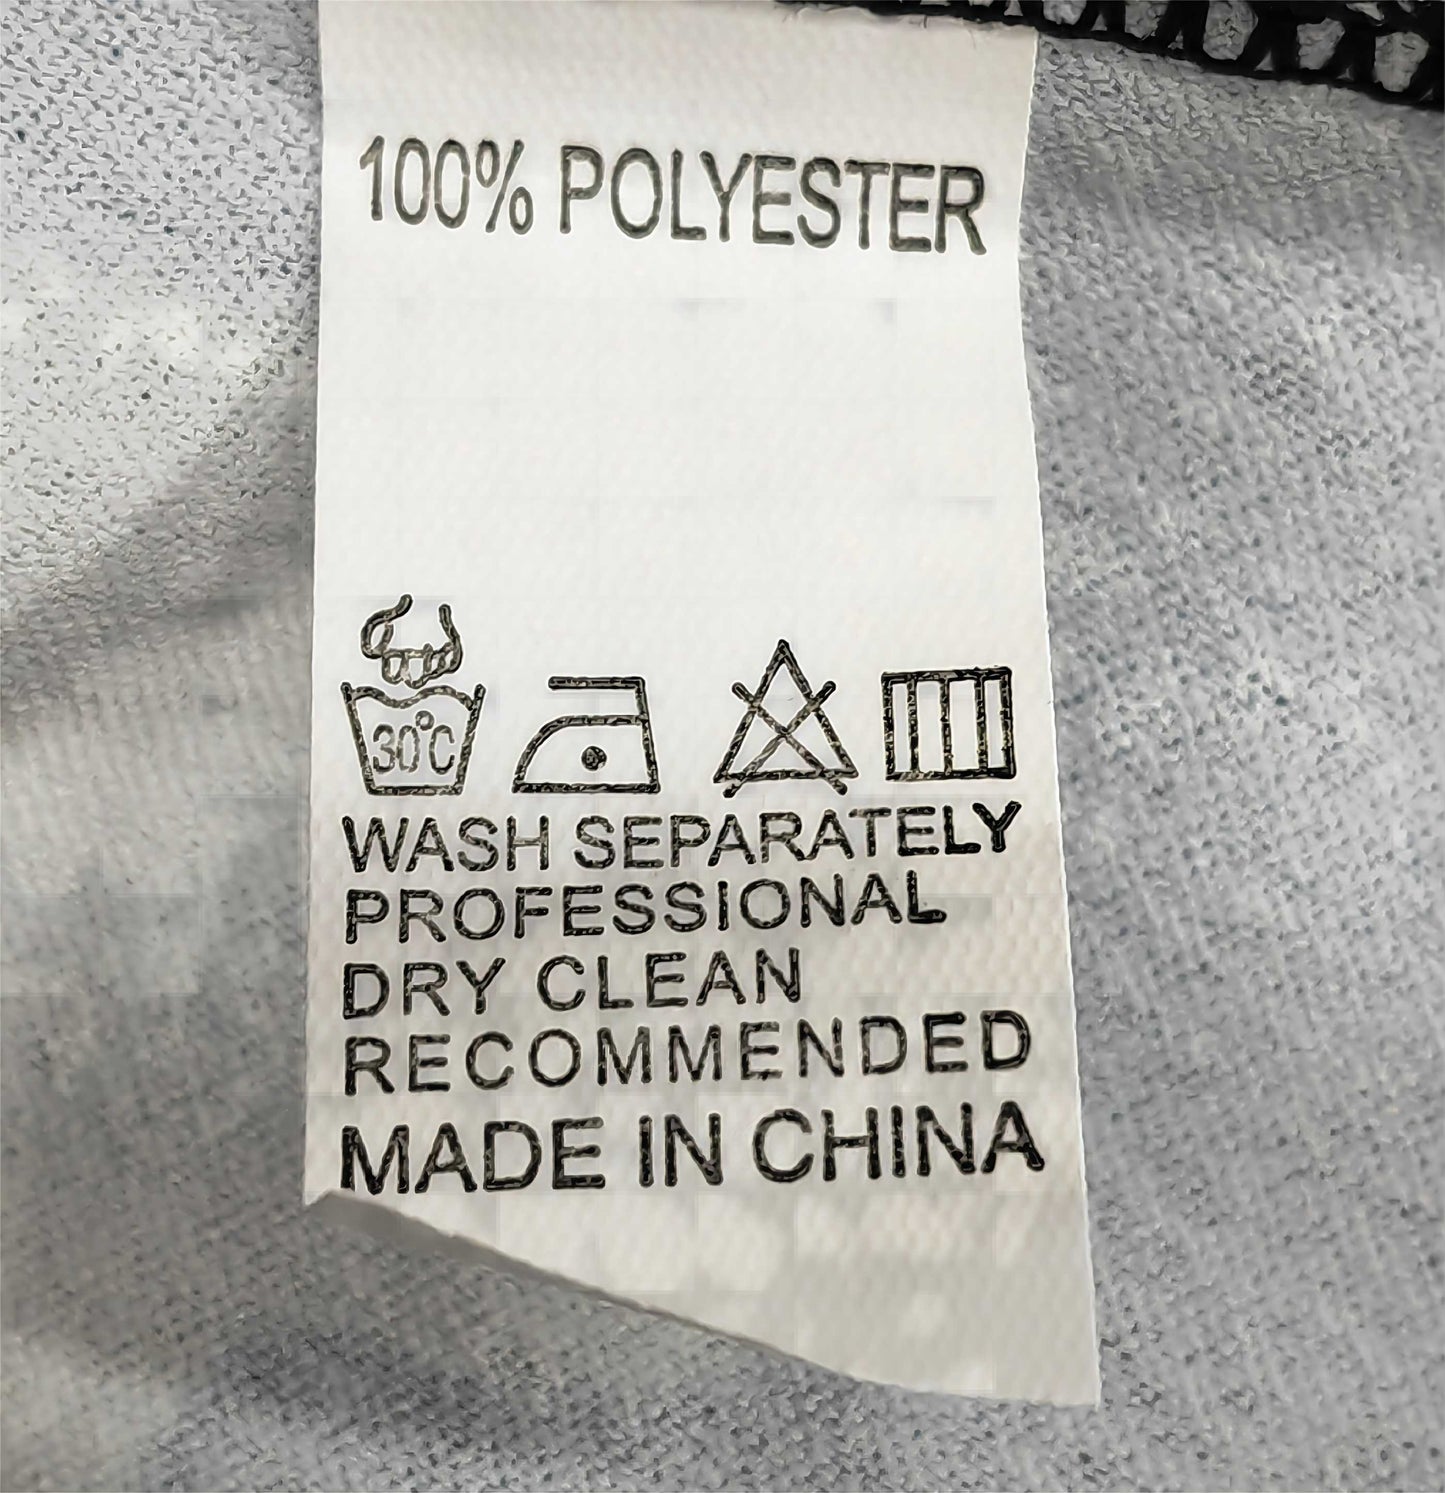 100% POLYESTER
30°C
WASH SEPARATELY
PROFESSIONAL
DRY CLEAN
RECOMMENDED
MADE IN CHINA